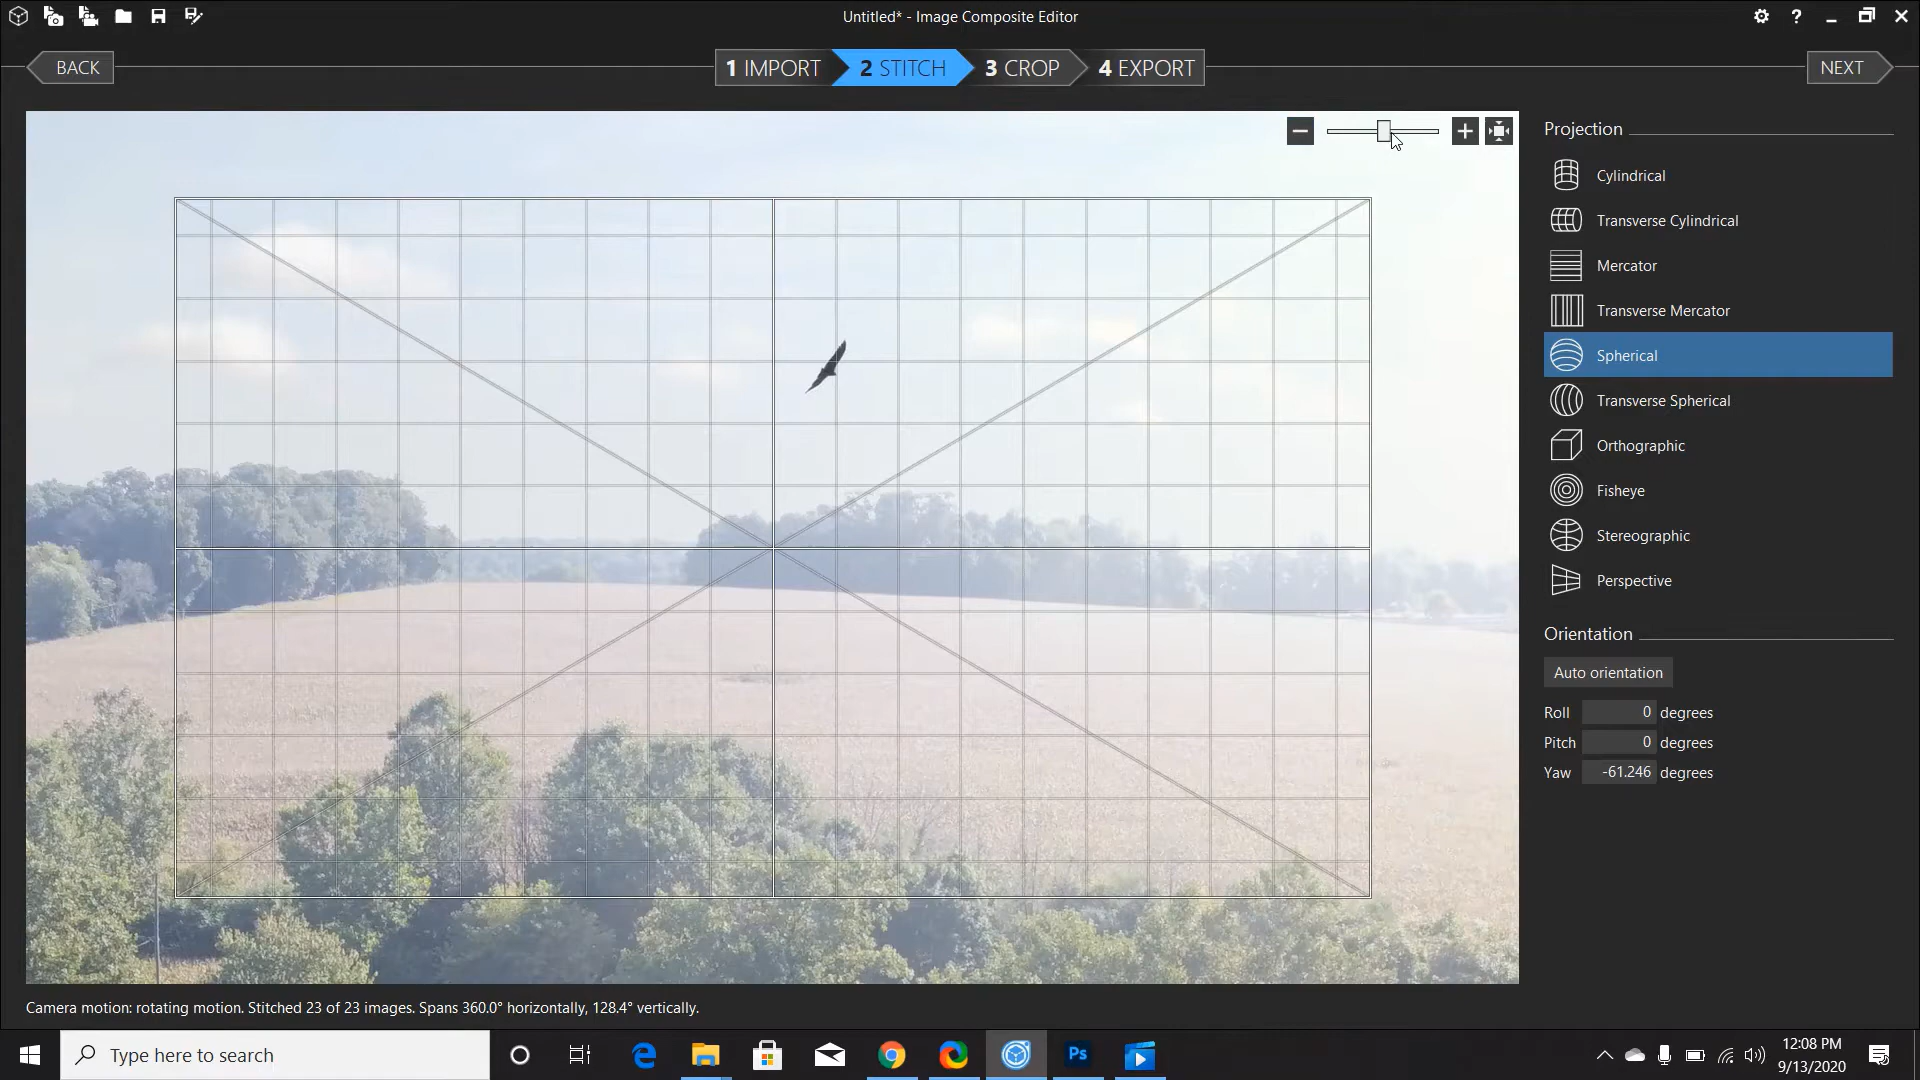 Untitled* - Image Composite Editor
BACK
1 IMPORT
2 STITCH
3 CROP
4 EXPORT
NEXT
Projection
Cylindrical
Transverse Cylindrical
Mercator
Transverse Mercator
Spherical
Transverse Spherical
Orthographic
Fisheye
Stereographic
Perspective
Orientation
Auto orientation
Roll 0 degrees
Pitch 0 degrees
Yaw -61.246 degrees
Camera motion: rotating motion. Stitched 23 of 23 images. Spans 360.0° horizontally, 128.4° vertically.
Type here to search
Ps
12:08 PM
9/13/2020